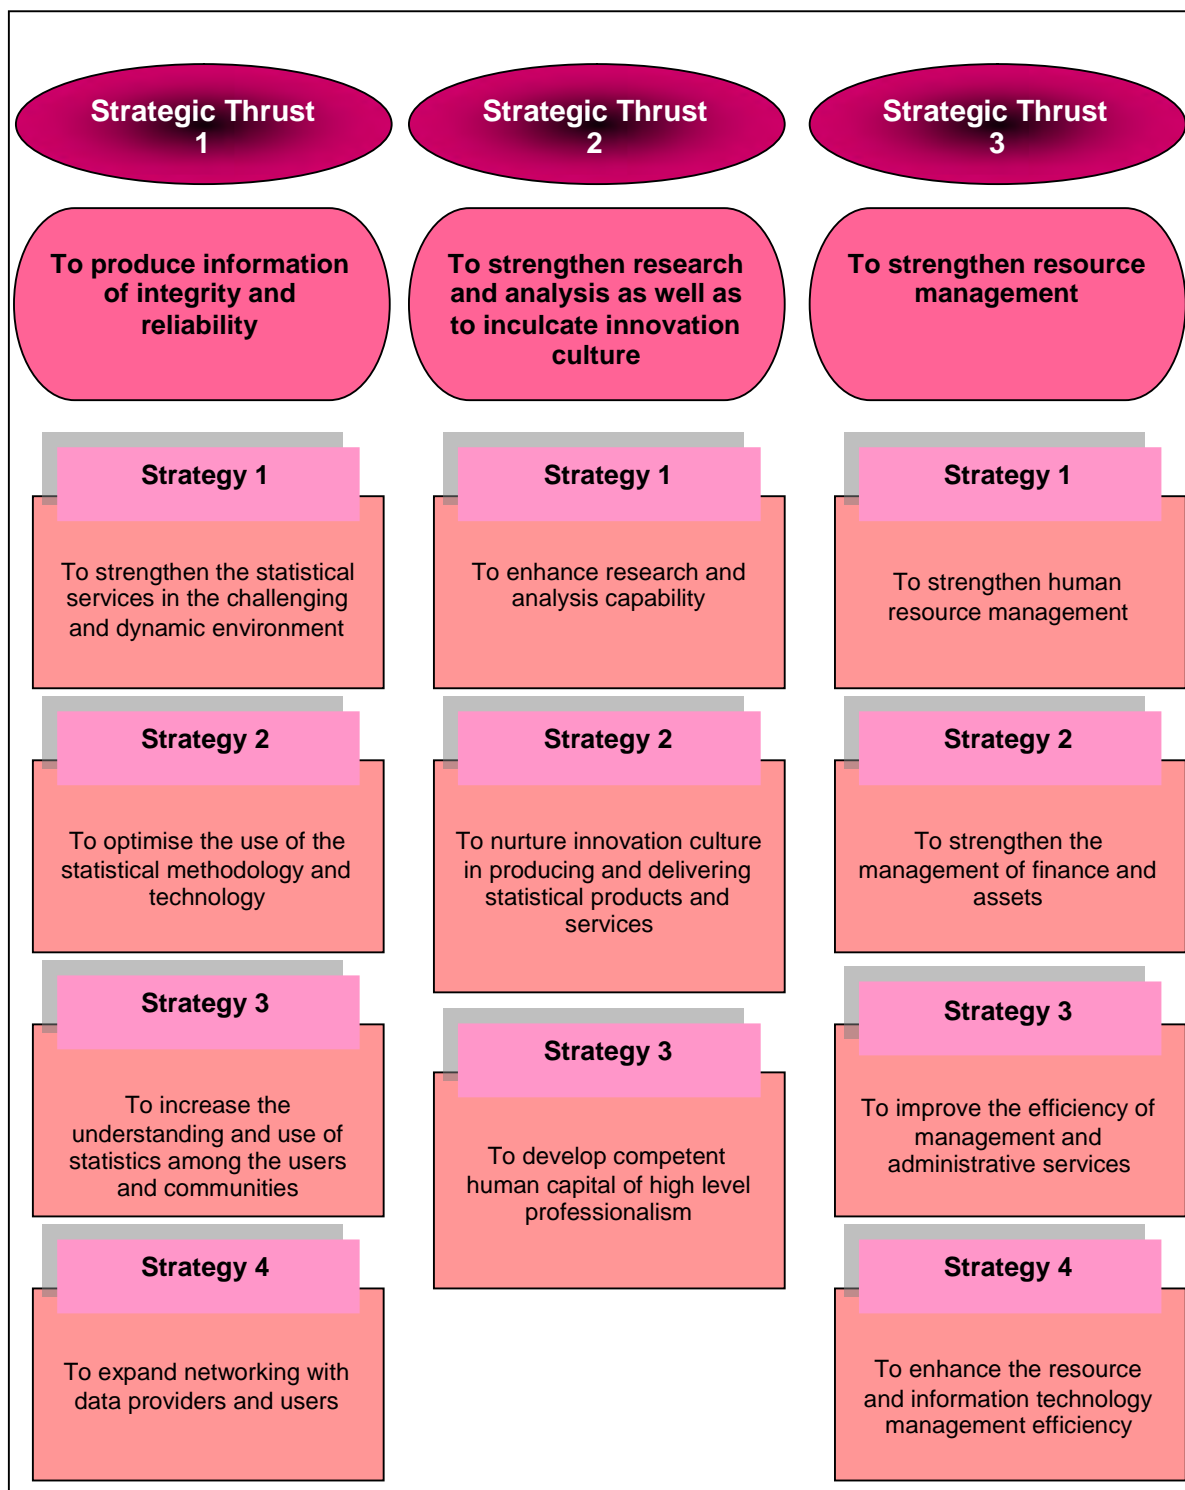 Strategic Thrust
1
To produce information
of integrity and
reliability
Strategy 1
To strengthen the statistical
services in the challenging
and dynamic environment
Strategy 2
To optimise the use of the
statistical methodology and
technology
Strategy 3
To increase the
understanding and use of
statistics among the users
and communities
Strategy 4
To expand networking with
data providers and users
Strategic Thrust
2
To strengthen research
and analysis as well as
to inculcate innovation
culture
Strategy 1
To enhance research and
analysis capability
Strategy 2
To nurture innovation culture
in producing and delivering
statistical products and
services
Strategy 3
To develop competent
human capital of high level
professionalism
Strategic Thrust
3
To strengthen resource
management
Strategy 1
To strengthen human
resource management
Strategy 2
To strengthen the
management of finance and
assets
Strategy 3
To improve the efficiency of
management and
administrative services
Strategy 4
To enhance the resource
and information technology
management efficiency